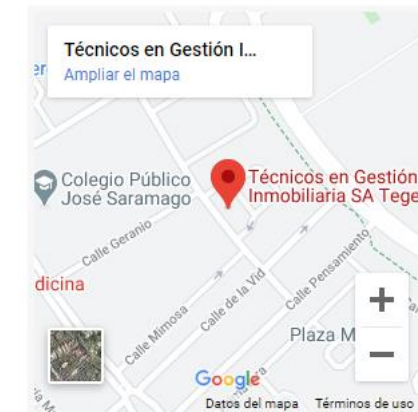 Técnicos en Gestión I...
Ampliar el mapa
Colegio Público
José Saramago
Técnicos en Gestión
Inmobiliaria SA Tege
Calle Geranio
dicina
Calle Mimosa
Calle de la Vid
Calle Pensamiento
Plaza M
+
−
Google
Datos del mapa
Términos de uso